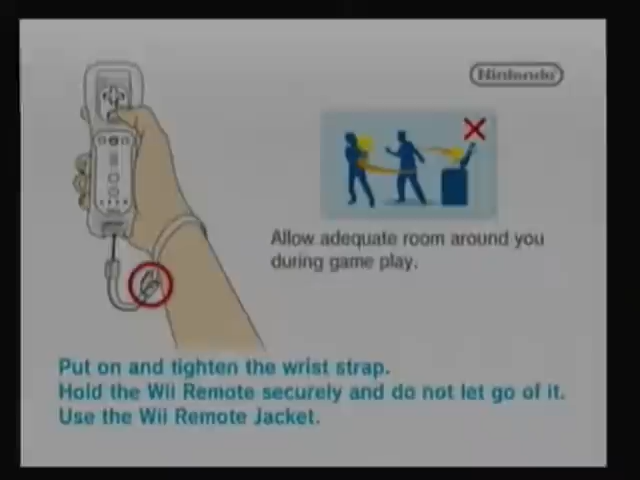 Nintendo
Allow adequate room around you
during game play.
Put on and tighten the wrist strap.
Hold the Wii Remote securely and do not let go of it.
Use the Wii Remote Jacket.